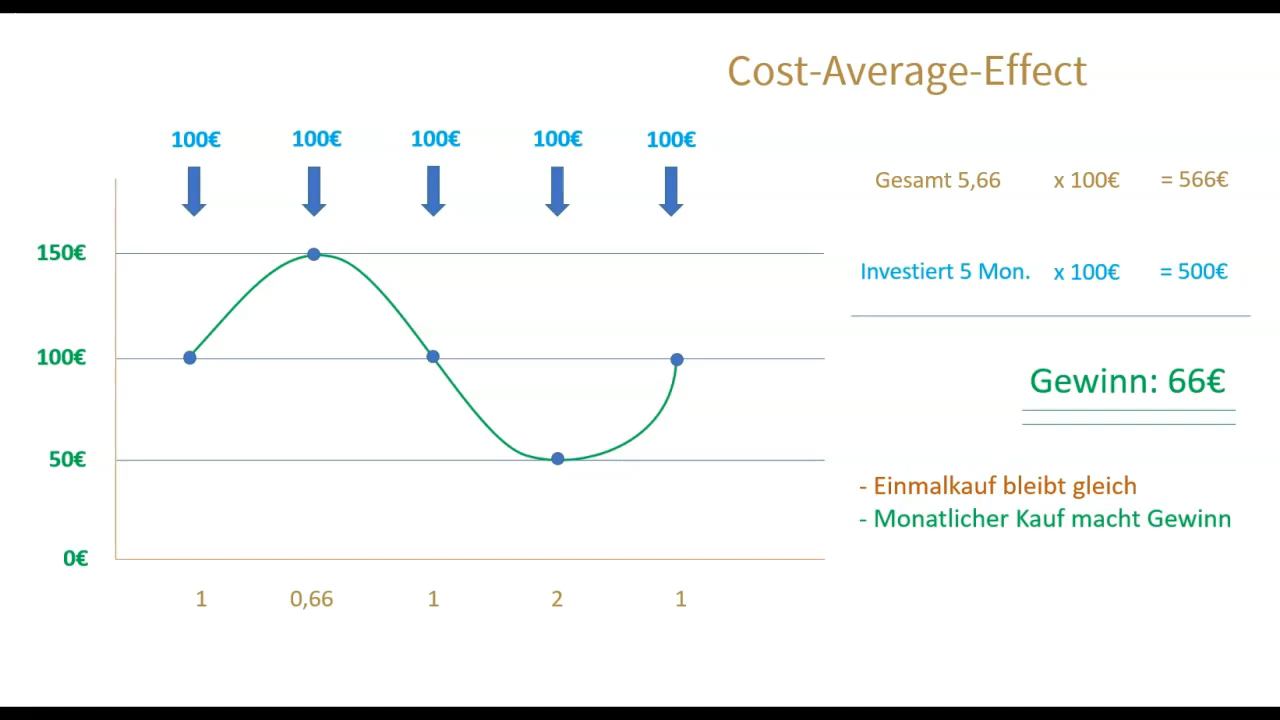 Cost-Average-Effect
100€ 100€ 100€ 100€ 100€
Gesamt 5,66 x 100€ = 566€
150€
Investiert 5 Mon. x 100€ = 500€
100€
Gewinn: 66€
50€
- Einmalkauf bleibt gleich
- Monatlicher Kauf macht Gewinn
0€
1 0,66 1 2 1